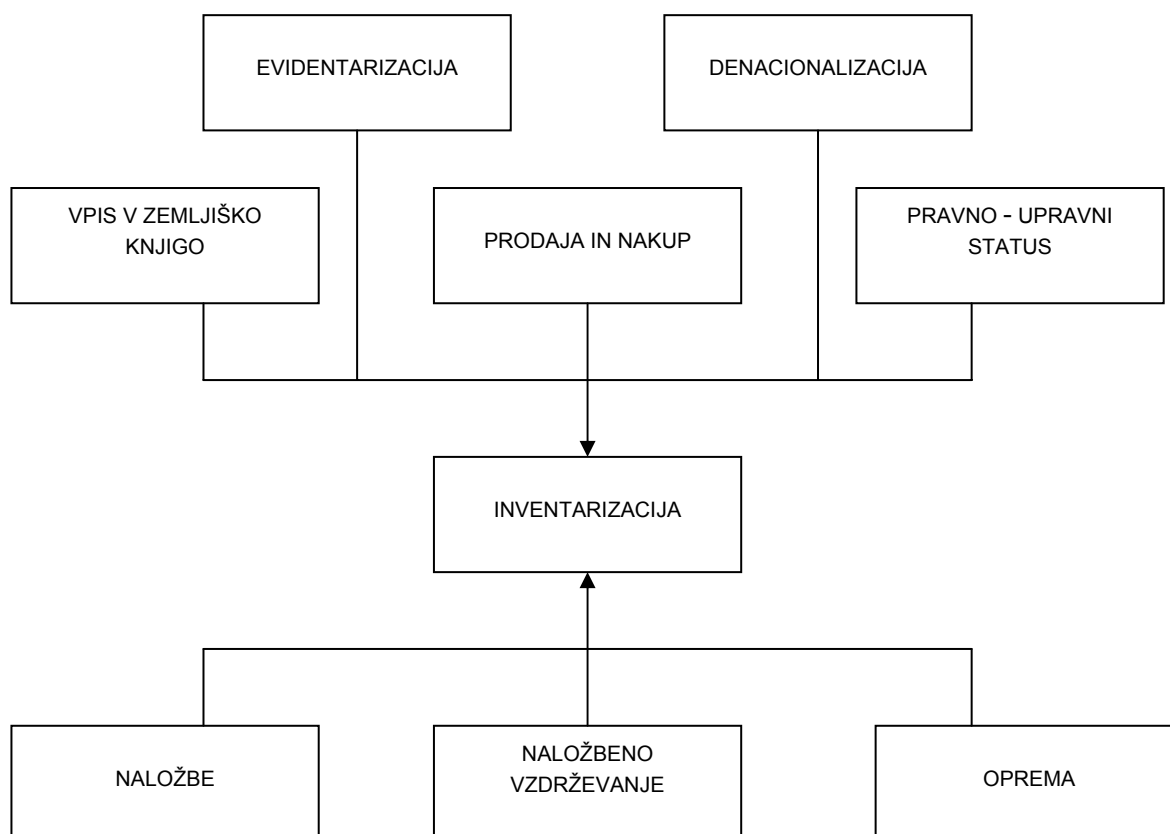 EVIDENTARIZACIJA
DENACIONALIZACIJA
VPIS V ZEMLJIŠKO
KNJIGO
PRODAJA IN NAKUP
PRAVNO - UPRAVNI
STATUS
INVENTARIZACIJA
NALOŽBE
NALOŽBENO
VZDRŽEVANJE
OPREMA